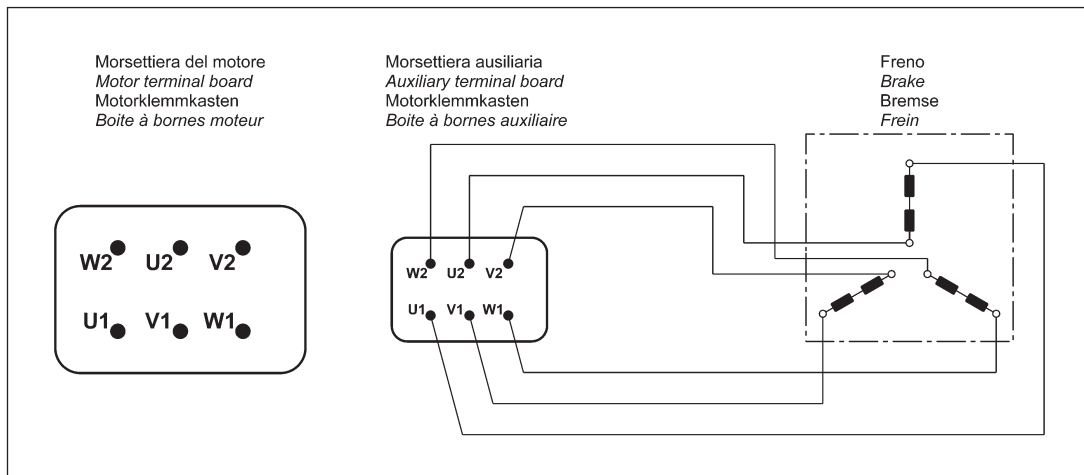 Morsettiera del motore
Motor terminal board
Motorklemmkasten
Boite à bornes moteur
Morsettiera ausiliaria
Auxiliary terminal board
Motorklemmkasten
Boite à bornes auxiliaire
Freno
Brake
Bremse
Frein
W2 U2 V2
U1 V1 W1
W2 U2 V2
U1 V1 W1